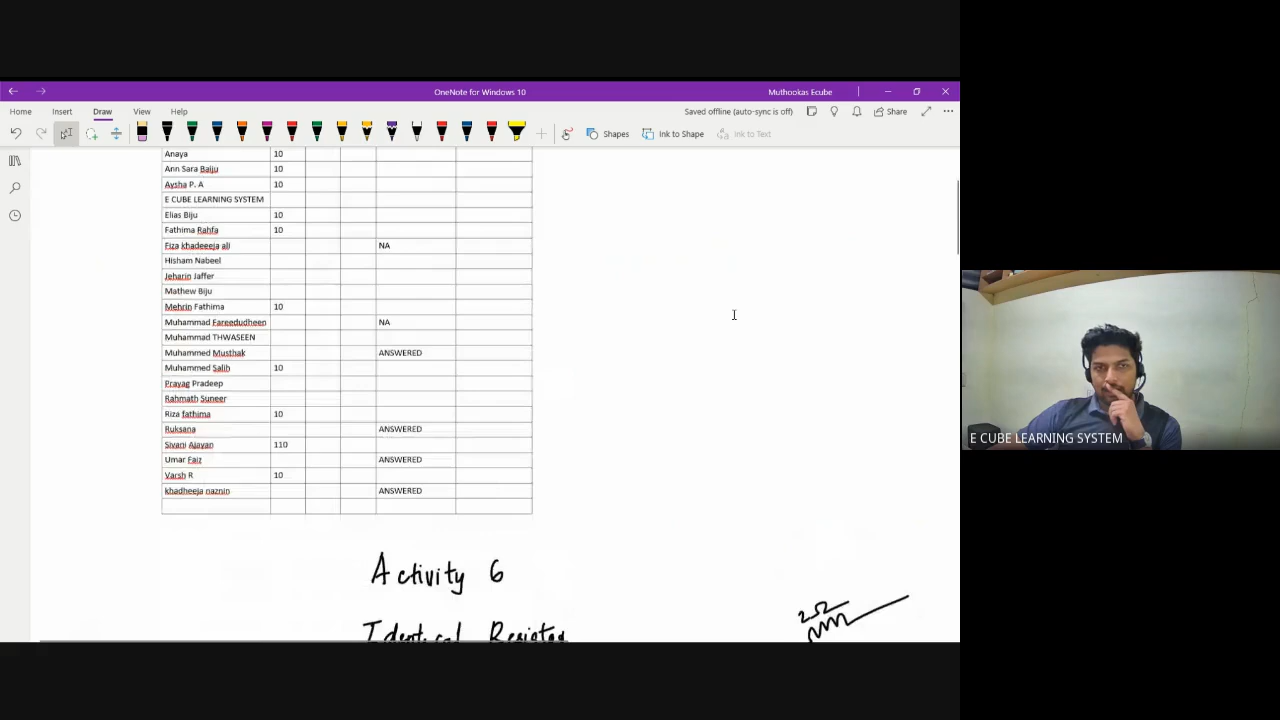 OneNote for Windows 10
Muthookas Ecube
Home Insert Draw View Help
Saved offline (auto-sync is off) Share
Shapes Ink to Shape Ink to Text
Anaya 10
Ann Sara Baiju 10
Aysha P. A 10
E CUBE LEARNING SYSTEM
Elias Biju 10
Fathima Rahfa 10
Fiza khadeeeja ali NA
Hisham Nabeel
Jeharin Jaffer
Mathew Biju
Mehrin Fathima 10
Muhammad Fareedudheen NA
Muhammad THWASEEN
Muhammed Musthak ANSWERED
Muhammed Salih 10
Prayag Pradeep
Rahmath Suneer
Riza fathima 10
Ruksana ANSWERED
Sivani Ajayan 110
Umar Faiz ANSWERED
Varsh R 10
khadheeja naznin ANSWERED
Activity 6
2Ω
Identical Resistor
E CUBE LEARNING SYSTEM